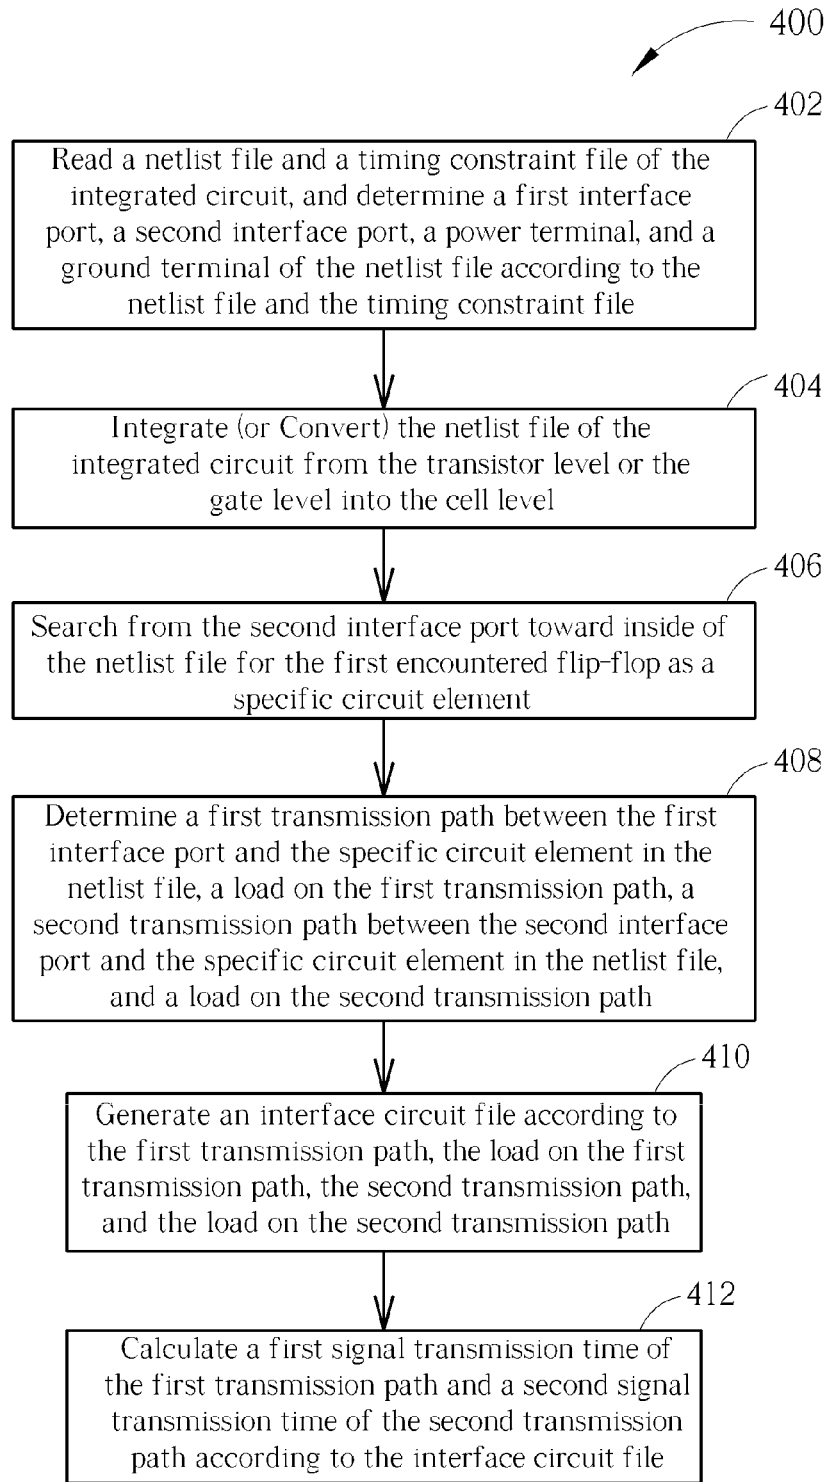 400
402
Read a netlist file and a timing constraint file of the
integrated circuit, and determine a first interface
port, a second interface port, a power terminal, and a
ground terminal of the netlist file according to the
netlist file and the timing constraint file
404
Integrate (or Convert) the netlist file of the
integrated circuit from the transistor level or the
gate level into the cell level
406
Search from the second interface port toward inside of
the netlist file for the first encountered flip-flop as a
specific circuit element
408
Determine a first transmission path between the first
interface port and the specific circuit element in the
netlist file, a load on the first transmission path, a
second transmission path between the second interface
port and the specific circuit element in the netlist file,
and a load on the second transmission path
410
Generate an interface circuit file according to
the first transmission path, the load on the first
transmission path, the second transmission path,
and the load on the second transmission path
412
Calculate a first signal transmission time of
the first transmission path and a second signal
transmission time of the second transmission
path according to the interface circuit file